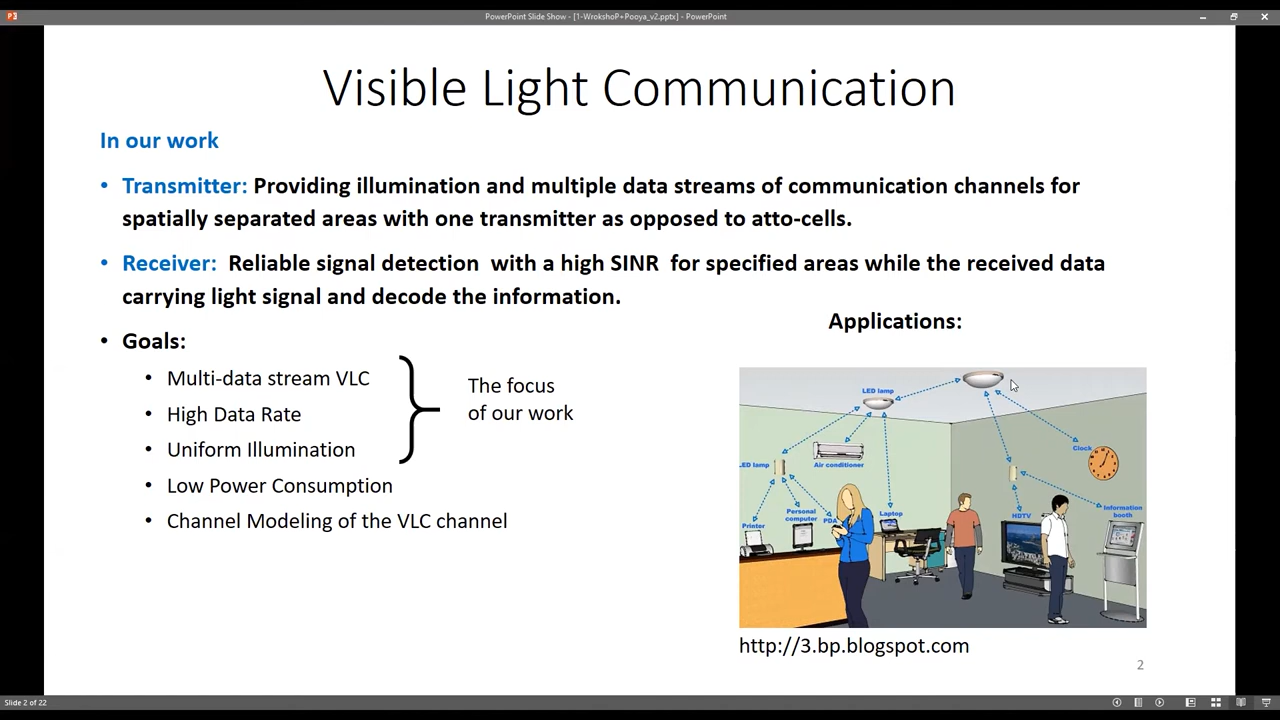 PowerPoint Slide Show - [1-WrokshoP+Pooya_v2.pptx] - PowerPoint
Visible Light Communication
In our work
• Transmitter: Providing illumination and multiple data streams of communication channels for
spatially separated areas with one transmitter as opposed to atto-cells.
• Receiver: Reliable signal detection with a high SINR for specified areas while the received data
carrying light signal and decode the information.
Applications:
• Goals:
• Multi-data stream VLC
• High Data Rate
• Uniform Illumination
• Low Power Consumption
• Channel Modeling of the VLC channel
The focus
of our work
LED lamp
Clock
LED lamp
Air conditioner
Printer
Personal
computer
PDA
Laptop
HDTV
Information
booth
http://3.bp.blogspot.com
2
Slide 2 of 22